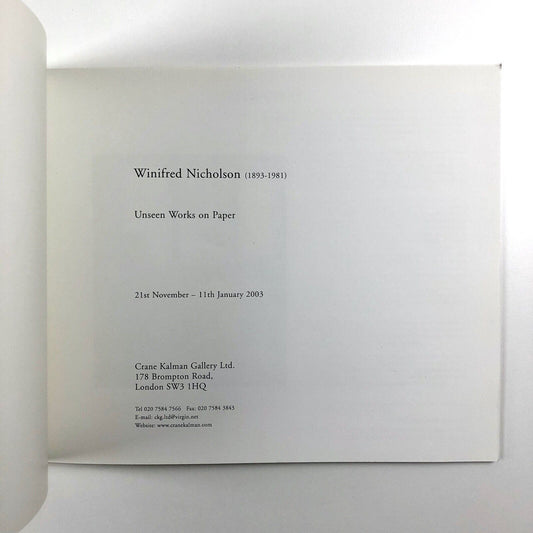 Winifred Nicholson (1893-1981)
Unseen Works on Paper
21st November – 11th January 2003
Crane Kalman Gallery Ltd.
178 Brompton Road,
London SW3 1HQ
Tel 020 7584 7566 Fax: 020 7584 3843
E-mail: ckg.ltd@virgin.net
Website: www.cranekalman.com